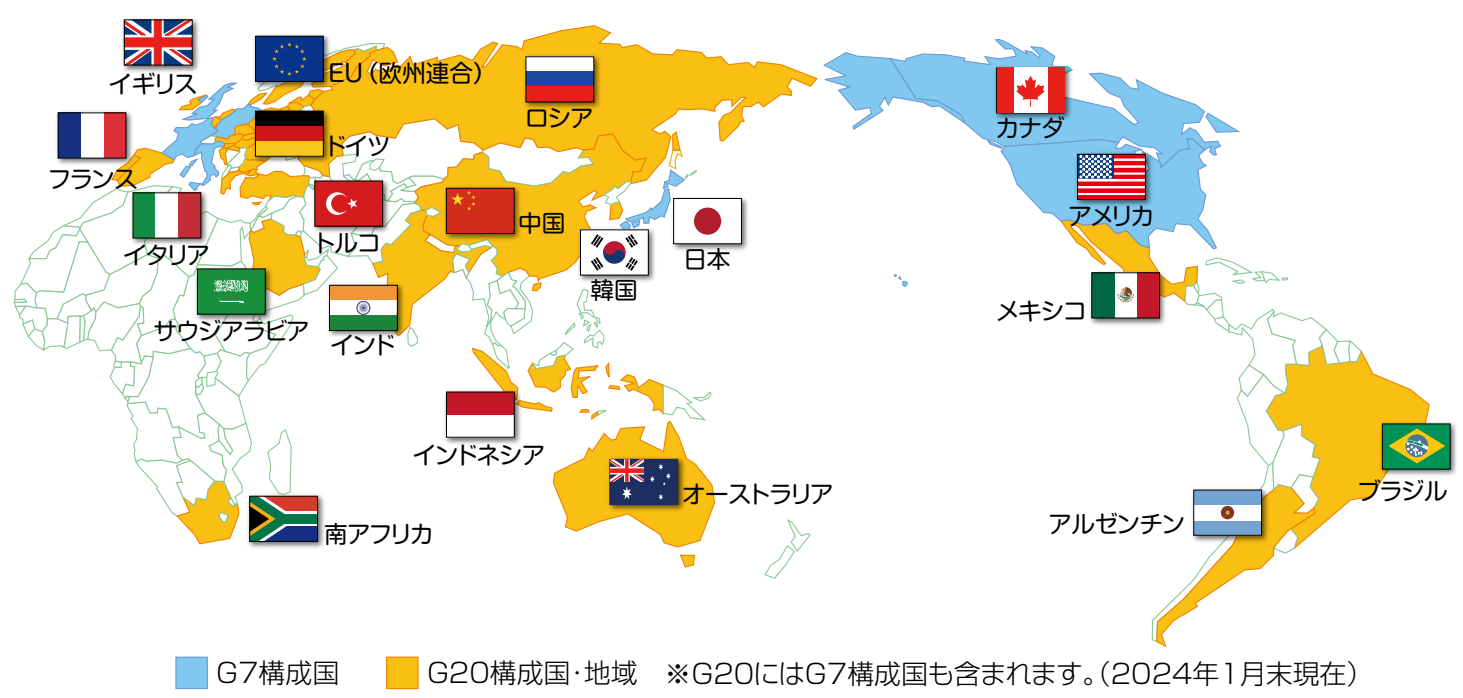 イギリス
EU（欧州連合）
ロシア
カナダ
フランス
ドイツ
アメリカ
イタリア
トルコ
中国
日本
韓国
サウジアラビア
インド
メキシコ
インドネシア
オーストラリア
ブラジル
南アフリカ
アルゼンチン
G7構成国
G20構成国･地域
※G20にはG7構成国も含まれます。（2024年1月末現在）